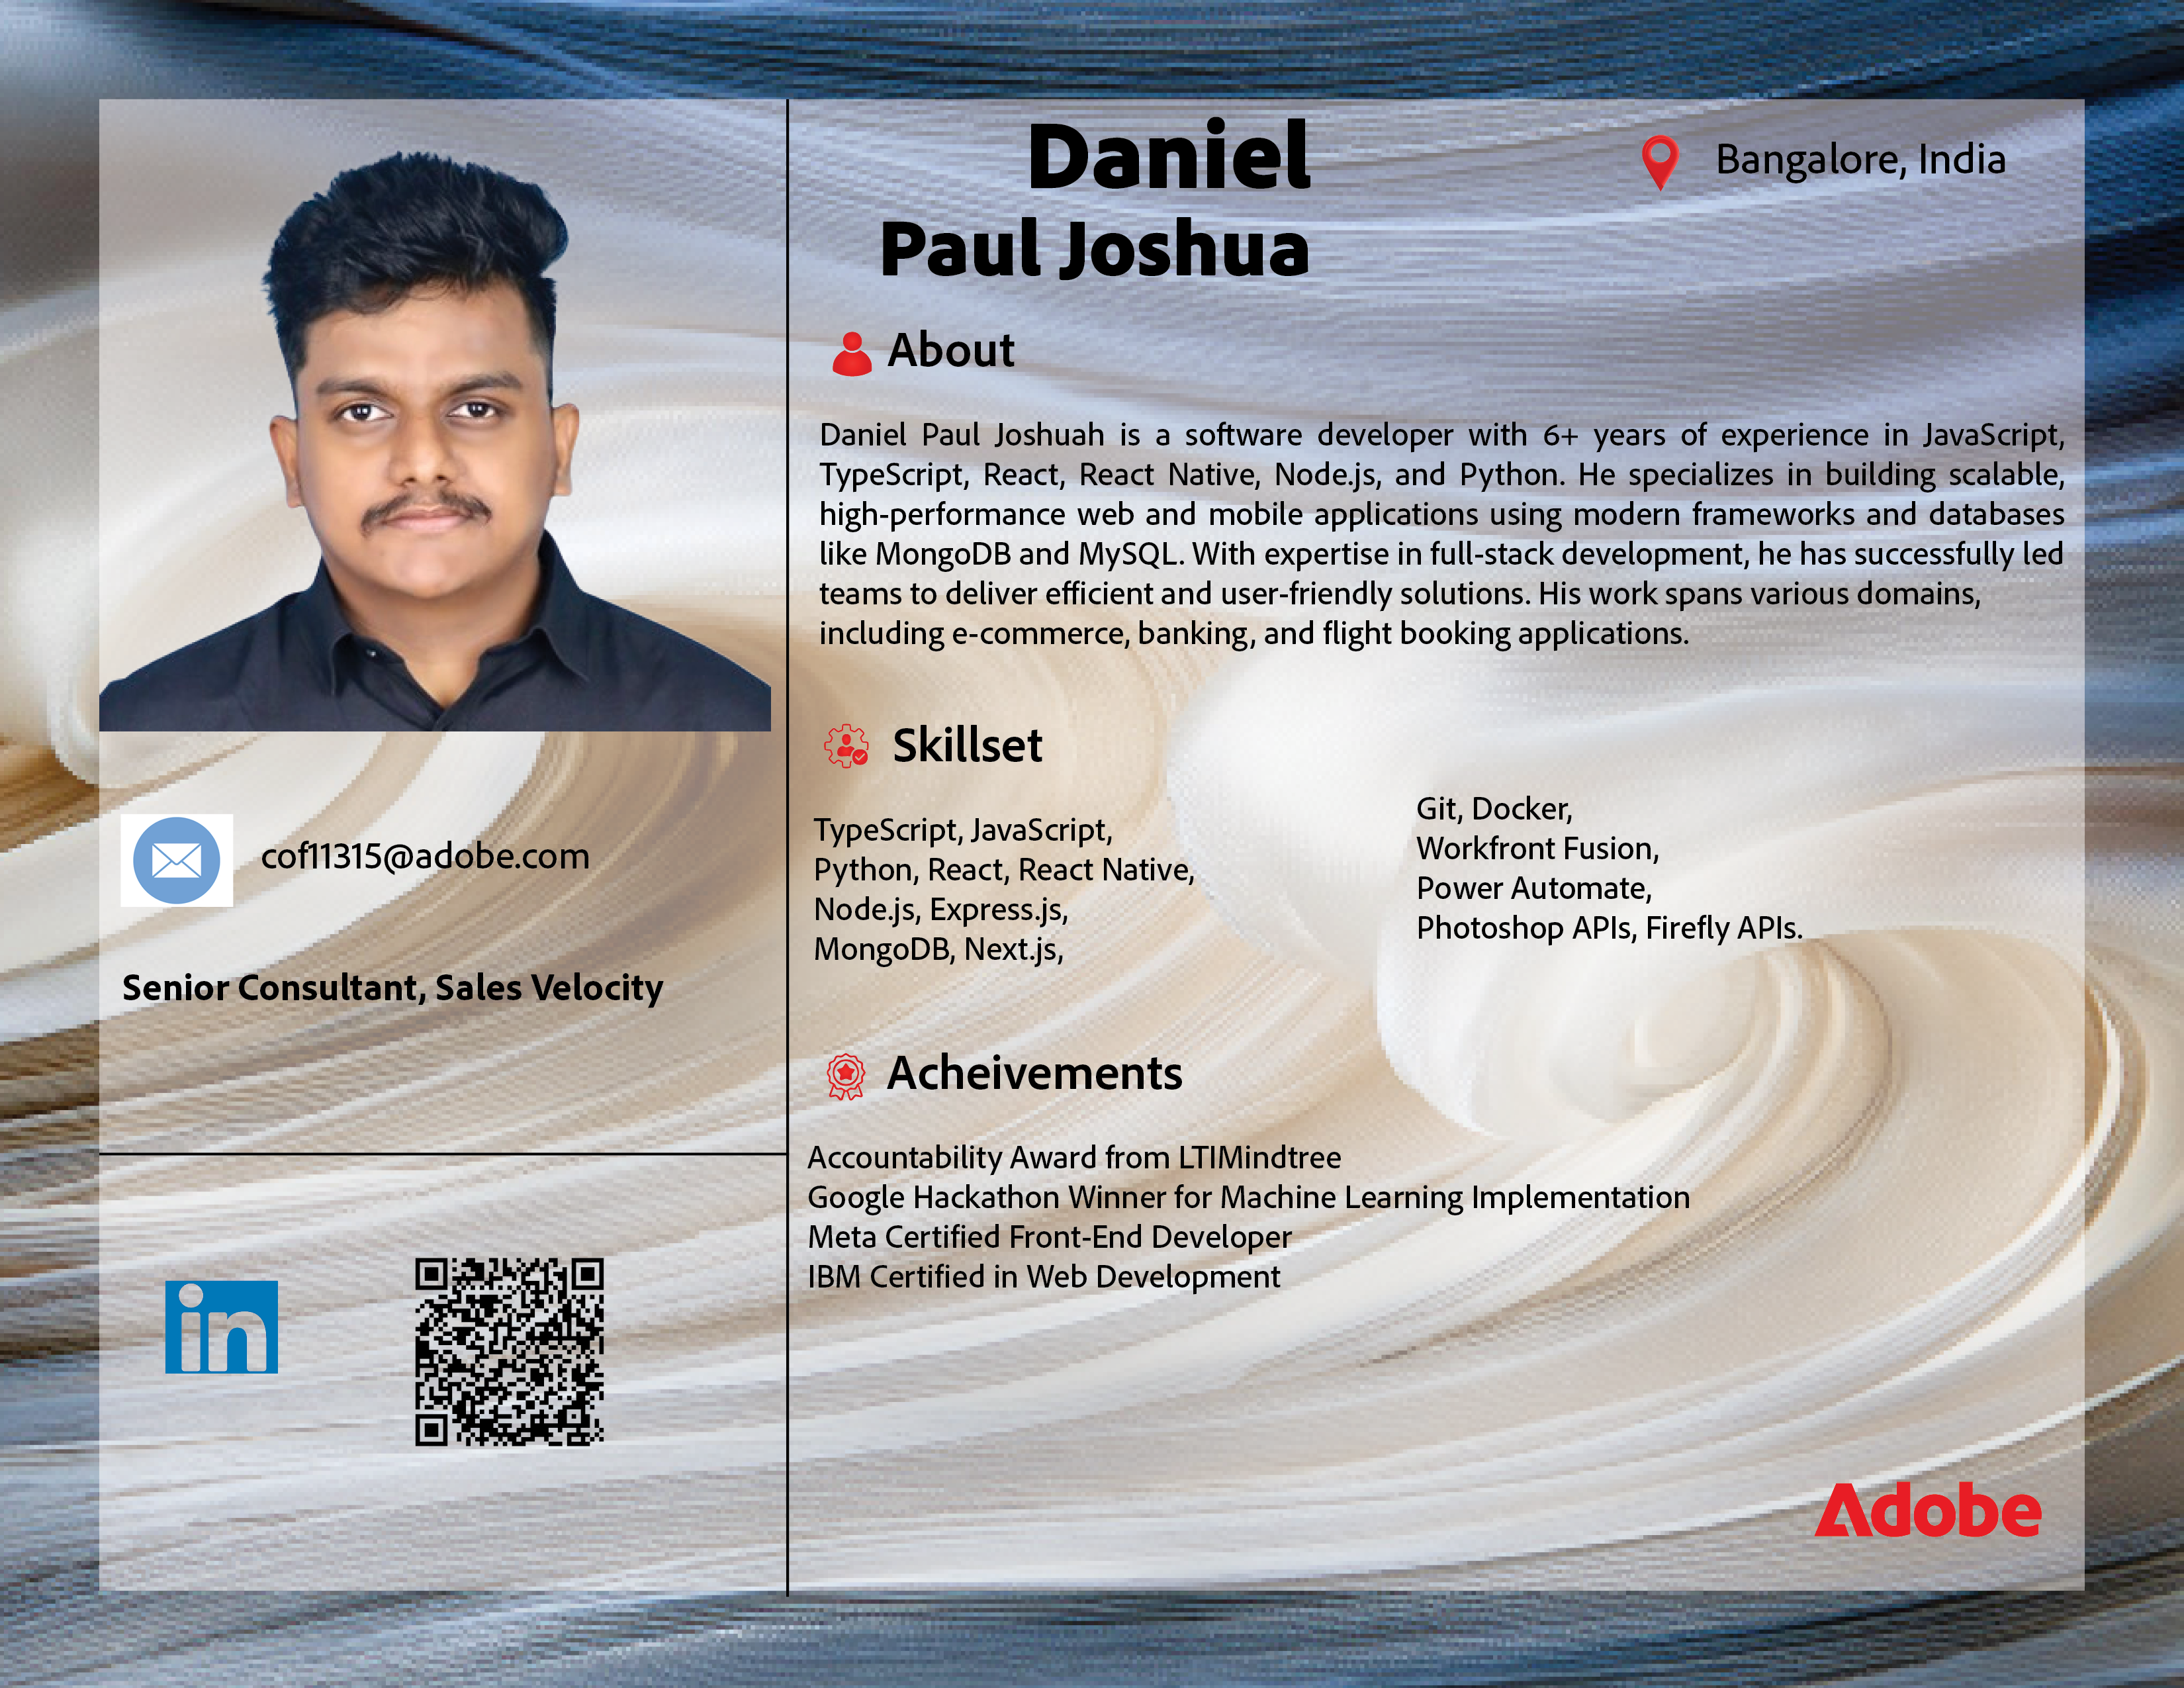 Daniel
Paul Joshua
Bangalore, India
About
Daniel Paul Joshuah is a software developer with 6+ years of experience in JavaScript,
TypeScript, React, React Native, Node.js, and Python. He specializes in building scalable,
high-performance web and mobile applications using modern frameworks and databases
like MongoDB and MySQL. With expertise in full-stack development, he has successfully led
teams to deliver efficient and user-friendly solutions. His work spans various domains,
including e-commerce, banking, and flight booking applications.
Skillset
TypeScript, JavaScript,
Python, React, React Native,
Node.js, Express.js,
MongoDB, Next.js,
Git, Docker,
Workfront Fusion,
Power Automate,
Photoshop APIs, Firefly APIs.
Acheivements
Accountability Award from LTIMindtree
Google Hackathon Winner for Machine Learning Implementation
Meta Certified Front-End Developer
IBM Certified in Web Development
cof11315@adobe.com
Senior Consultant, Sales Velocity
in
Adobe